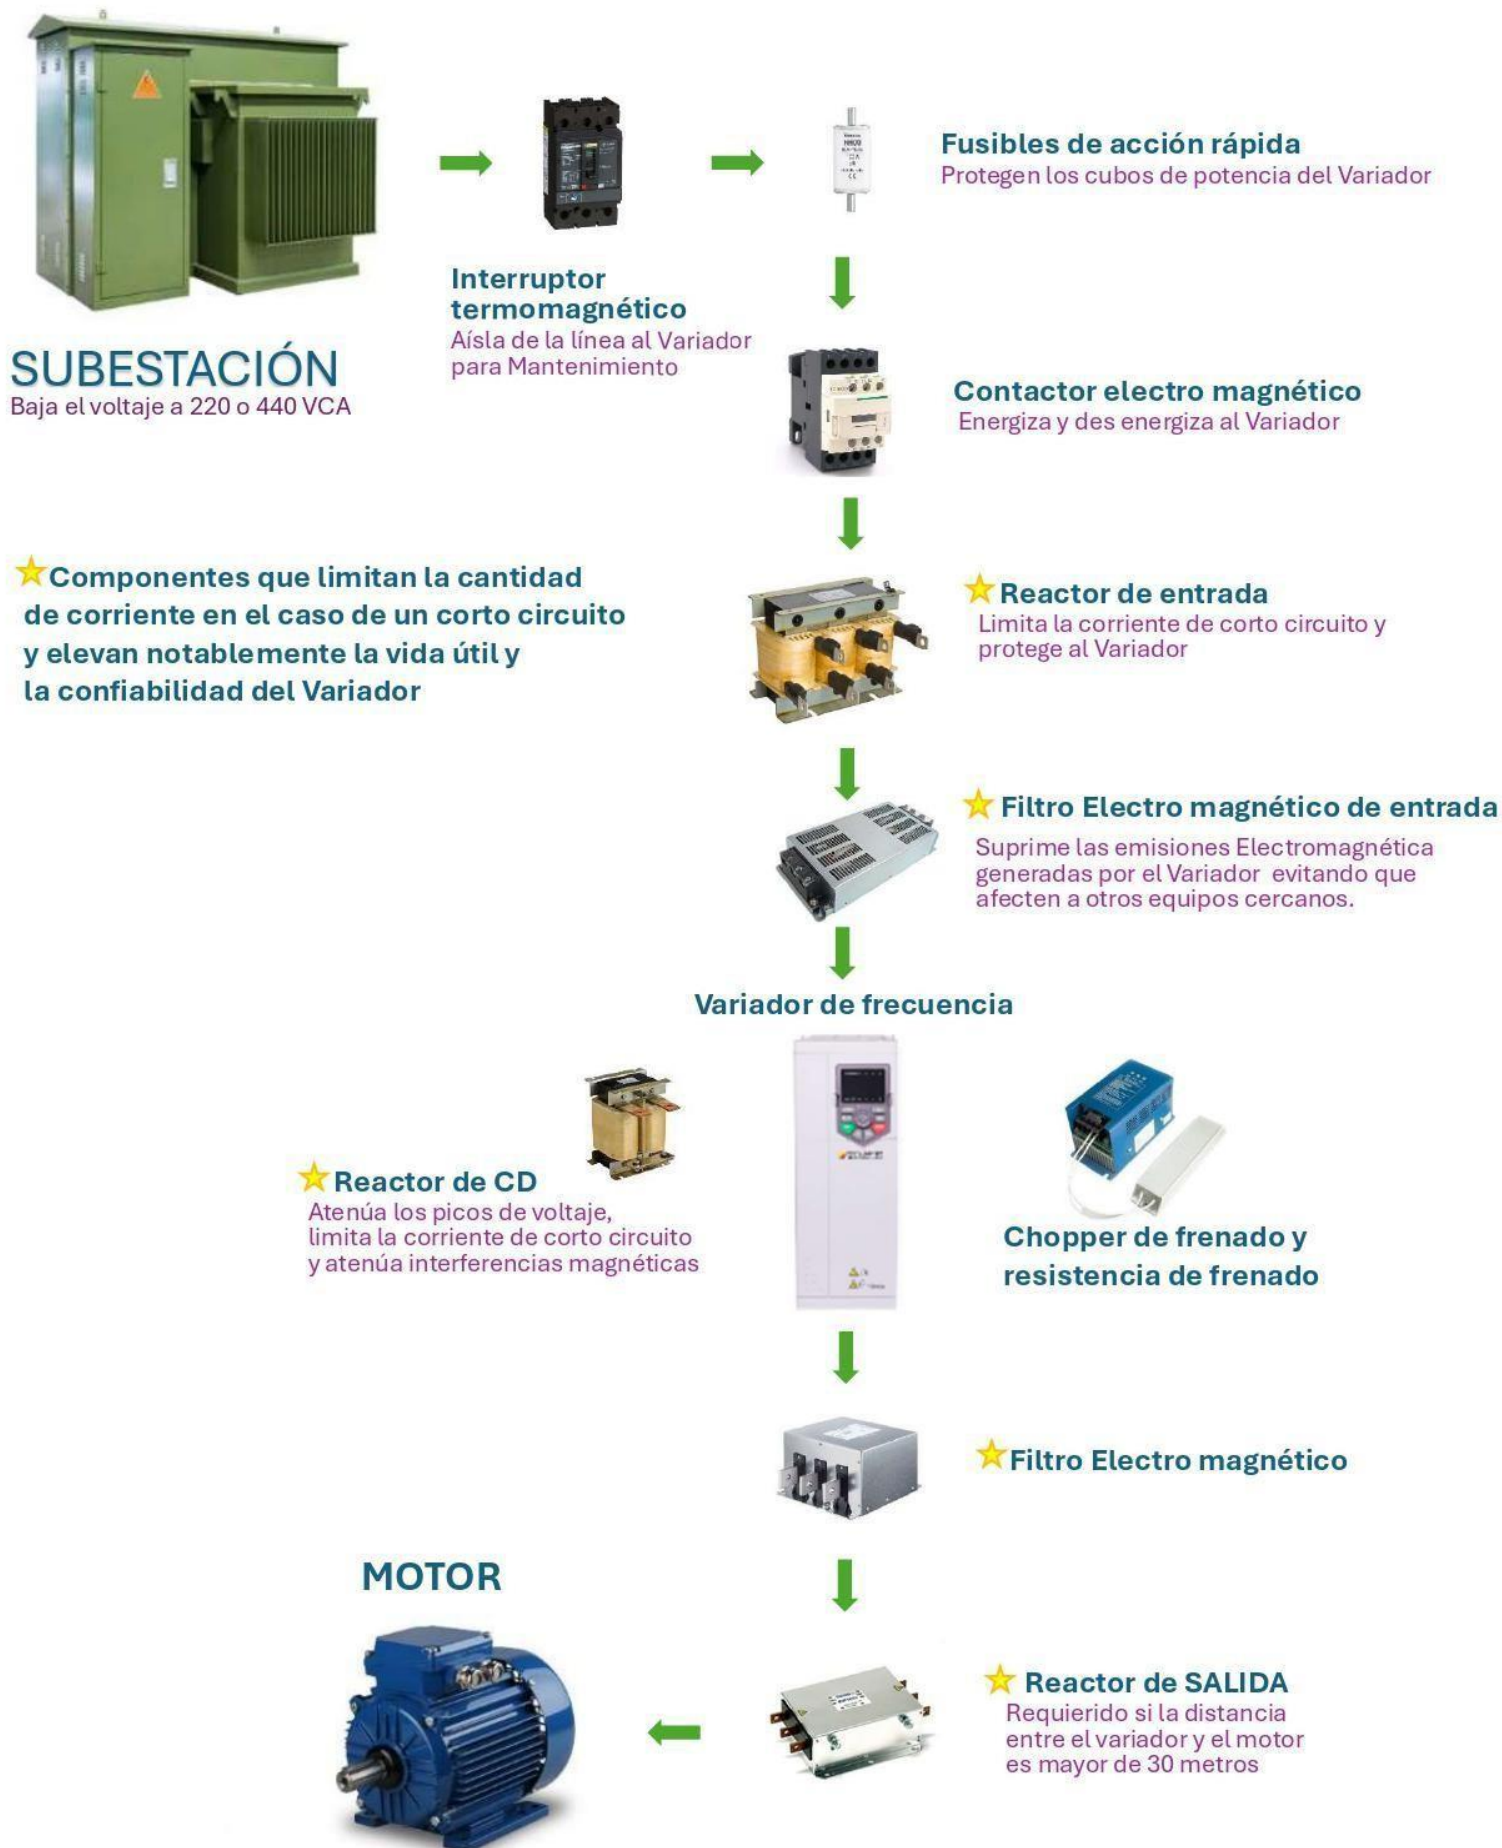 Fusibles de acción rápida
Protegen los cubos de potencia del Variador
Interruptor
termomagnético
Aísla de la línea al Variador
para Mantenimiento
SUBESTACIÓN
Baja el voltaje a 220 o 440 VCA
Contactor electro magnético
Energiza y des energiza al Variador
Componentes que limitan la cantidad
de corriente en el caso de un corto circuito
y elevan notablemente la vida útil y
la confiabilidad del Variador
Reactor de entrada
Limita la corriente de corto circuito y
protege al Variador
Filtro Electro magnético de entrada
Suprime las emisiones Electromagnética
generadas por el Variador evitando que
afecten a otros equipos cercanos.
Variador de frecuencia
Reactor de CD
Atenúa los picos de voltaje,
limita la corriente de corto circuito
y atenúa interferencias magnéticas
Chopper de frenado y
resistencia de frenado
Filtro Electro magnético
MOTOR
Reactor de SALIDA
Requierido si la distancia
entre el variador y el motor
es mayor de 30 metros